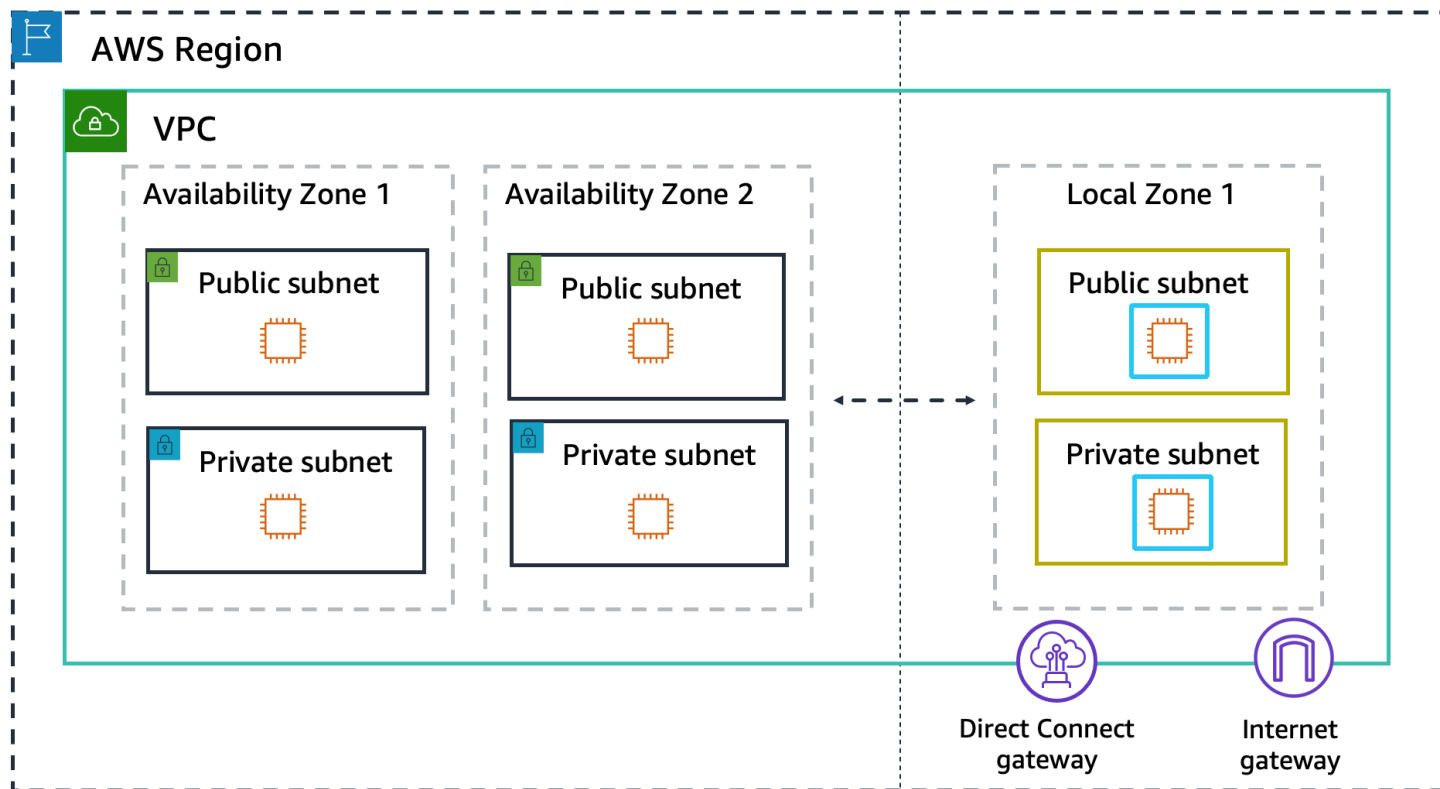 AWS Region
VPC
Availability Zone 1
Public subnet
Private subnet
Availability Zone 2
Public subnet
Private subnet
Local Zone 1
Public subnet
Private subnet
Direct Connect
gateway
Internet
gateway